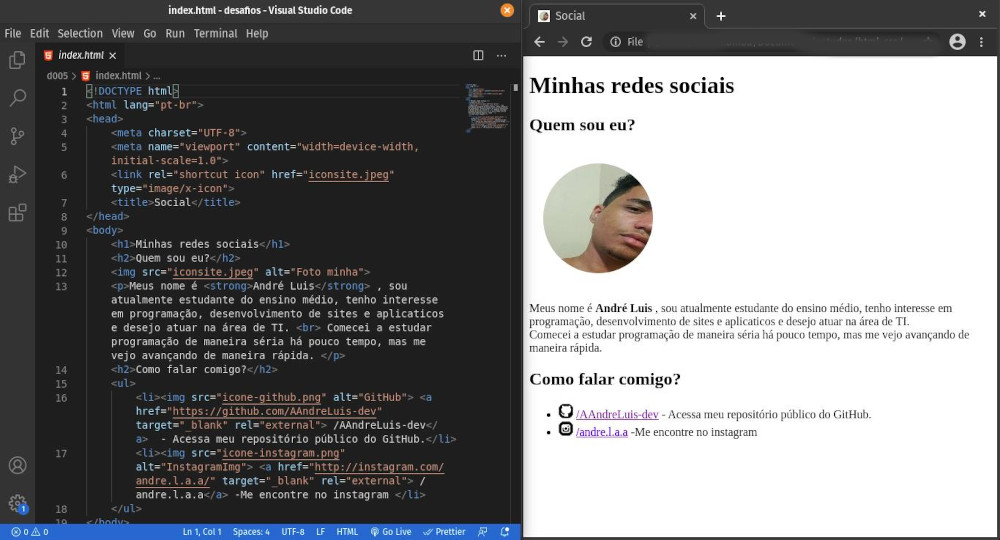 index.html - desafios - Visual Studio Code
File Edit Selection View Go Run Terminal Help
index.html
d005 > index.html > ...
1 <!DOCTYPE html>
2 <html lang="pt-br">
3 <head>
4 <meta charset="UTF-8">
5 <meta name="viewport" content="width=device-width,
initial-scale=1.0">
6 <link rel="shortcut icon" href="iconsite.jpeg"
type="image/x-icon">
7 <title>Social</title>
8 </head>
9 <body>
10 <h1>Minhas redes sociais</h1>
11 <h2>Quem sou eu?</h2>
12 <img src="iconsite.jpeg" alt="Foto minha">
13 <p>Meus nome é <strong>André Luis</strong> , sou
atualmente estudante do ensino médio, tenho interesse
em programação, desenvolvimento de sites e aplicaticos
e desejo atuar na área de TI. <br> Comecei a estudar
programação de maneira séria há pouco tempo, mas me
vejo avançando de maneira rápida. </p>
14 <h2>Como falar comigo?</h2>
15 <ul>
16 <li><img src="icone-github.png" alt="GitHub"> <a
href="https://github.com/AAndreLuis-dev"
target="_blank" rel="external"> /AAndreLuis-dev</
a> - Acessa meu repositório público do GitHub.</li>
17 <li><img src="icone-instagram.png"
alt="InstagramImg"> <a href="http://instagram.com/
andre.l.a.a/" target="_blank" rel="external"> /
andre.l.a.a</a> -Me encontre no instagram </li>
18 </ul>
19 </body>
1
0 0
Ln 1, Col 1 Spaces: 4 UTF-8 LF HTML Go Live Prettier
Social
File
Minhas redes sociais
Quem sou eu?
Meus nome é André Luis , sou atualmente estudante do ensino médio, tenho interesse em
programação, desenvolvimento de sites e aplicaticos e desejo atuar na área de TI.
Comecei a estudar programação de maneira séria há pouco tempo, mas me vejo avançando de
maneira rápida.
Como falar comigo?
/AAndreLuis-dev - Acessa meu repositório público do GitHub.
/andre.l.a.a -Me encontre no instagram